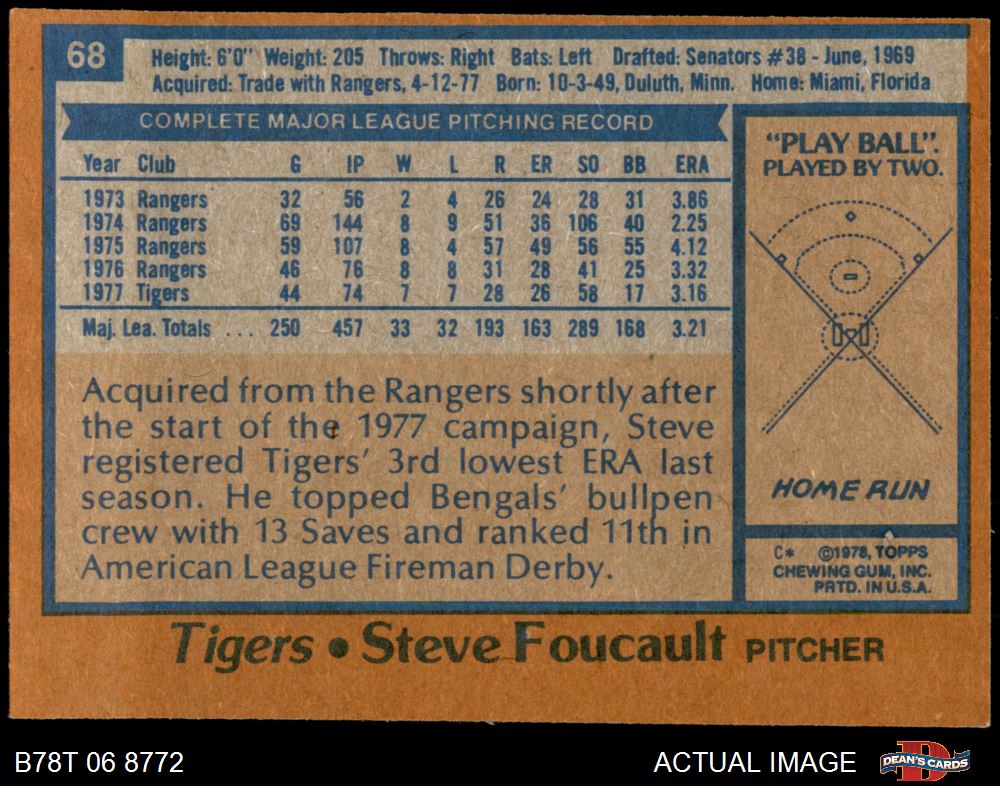 68
Height: 6'0" Weight: 205 Throws: Right Bats: Left Drafted: Senators #38 - June, 1969
Acquired: Trade with Rangers, 4-12-77 Born: 10-3-49, Duluth, Minn. Home: Miami, Florida
COMPLETE MAJOR LEAGUE PITCHING RECORD
Year Club G IP W L R ER SO BB ERA
1973 Rangers 32 56 2 4 26 24 28 31 3.86
1974 Rangers 69 144 8 9 51 36 106 40 2.25
1975 Rangers 59 107 8 4 57 49 56 55 4.12
1976 Rangers 46 76 8 8 31 28 41 25 3.32
1977 Tigers 44 74 7 7 28 26 58 17 3.16
Maj. Lea. Totals ... 250 457 33 32 193 163 289 168 3.21
Acquired from the Rangers shortly after
the start of the 1977 campaign, Steve
registered Tigers' 3rd lowest ERA last
season. He topped Bengals' bullpen
crew with 13 Saves and ranked 11th in
American League Fireman Derby.
"PLAY BALL".
PLAYED BY TWO.
HOME RUN
C* ©1978, TOPPS
CHEWING GUM, INC.
PRTD. IN U.S.A.
Tigers • Steve Foucault PITCHER
B78T 06 8772
ACTUAL IMAGE
DEAN'S CARDS